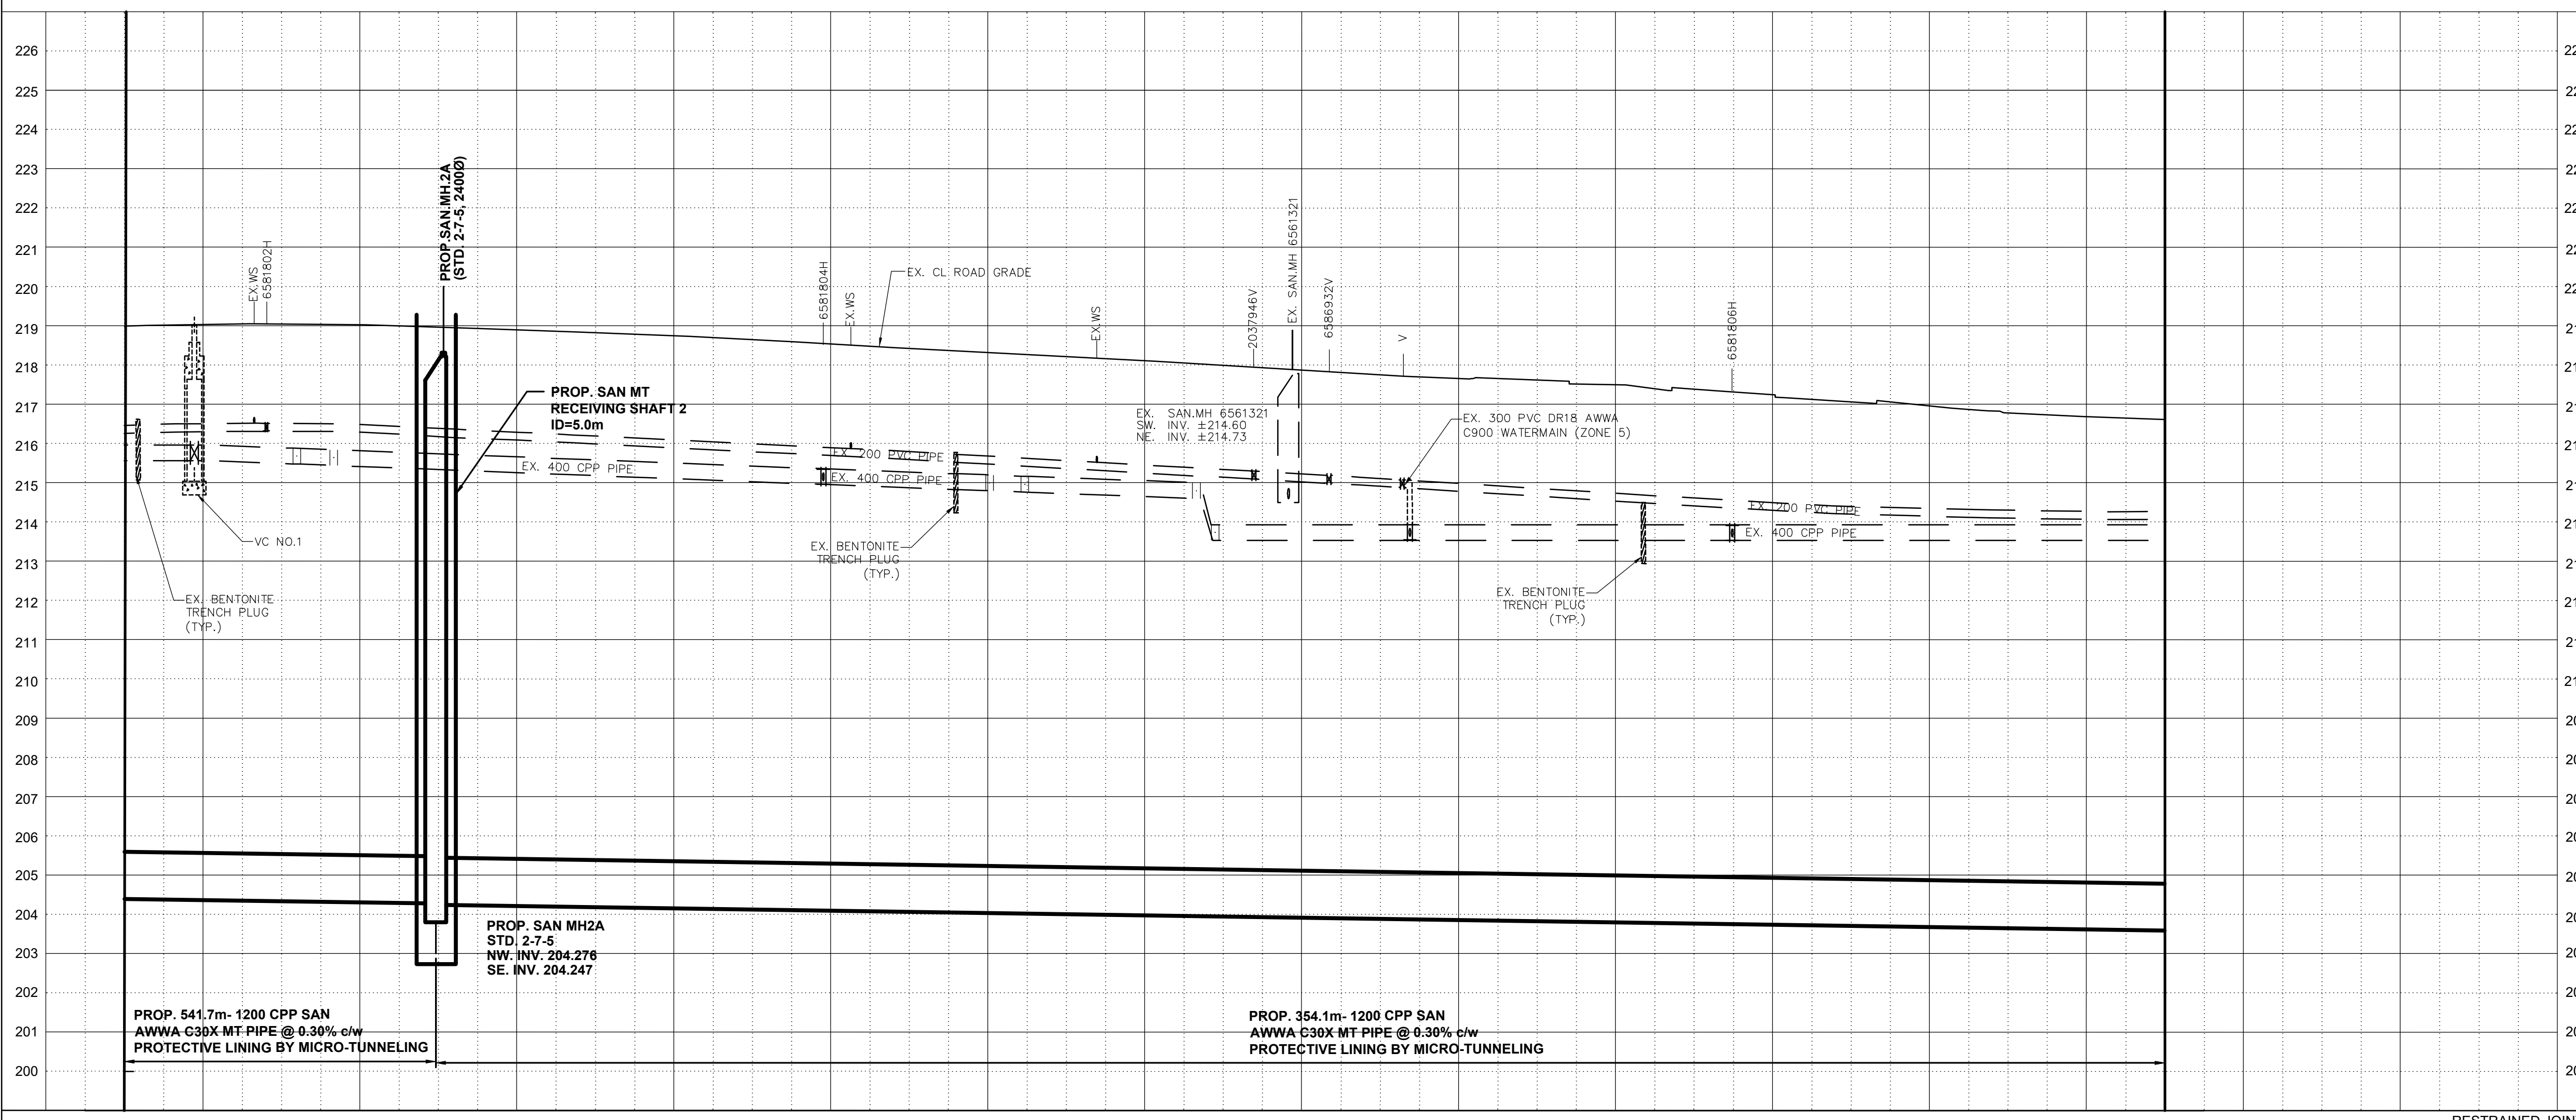 226
225
224
223
222
221
220
219
218
217
216
215
214
213
212
211
210
209
208
207
206
205
204
203
202
201
200
EX.WS
6581802H
PROP.SAN.MH.2A
(STD. 2-7-5, 2400Ø)
6581804H
EX.WS
EX. CL ROAD GRADE
EX.WS
2037946V
EX. SAN.MH 6561321
6586932V
V
6581806H
PROP. SAN MT
RECEIVING SHAFT 2
ID=5.0m
EX. SAN.MH 6561321
SW. INV. ±214.60
NE. INV. ±214.73
EX. 300 PVC DR18 AWWA
C900 WATERMAIN (ZONE 5)
EX. 200 PVC PIPE
EX. 400 CPP PIPE
EX. 400 CPP PIPE
EX. 200 PVC PIPE
EX. 400 CPP PIPE
VC NO.1
EX. BENTONITE
TRENCH PLUG
(TYP.)
EX. BENTONITE
TRENCH PLUG
(TYP.)
EX. BENTONITE
TRENCH PLUG
(TYP.)
PROP. SAN MH2A
STD. 2-7-5
NW. INV. 204.276
SE. INV. 204.247
PROP. 541.7m- 1200 CPP SAN
AWWA C30X MT PIPE @ 0.30% c/w
PROTECTIVE LINING BY MICRO-TUNNELING
PROP. 354.1m- 1200 CPP SAN
AWWA C30X MT PIPE @ 0.30% c/w
PROTECTIVE LINING BY MICRO-TUNNELING